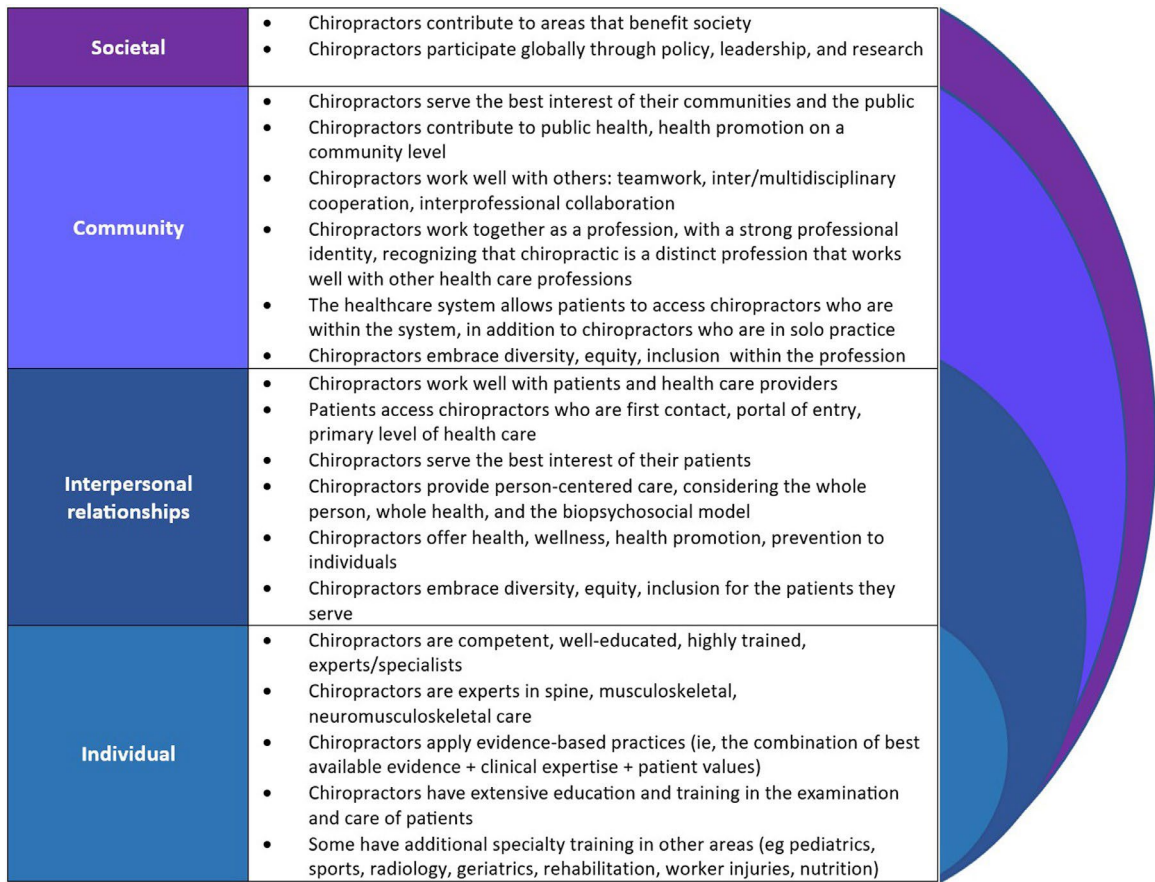 Societal
• Chiropractors contribute to areas that benefit society
• Chiropractors participate globally through policy, leadership, and research
Community
• Chiropractors serve the best interest of their communities and the public
• Chiropractors contribute to public health, health promotion on a
community level
• Chiropractors work well with others: teamwork, inter/multidisciplinary
cooperation, interprofessional collaboration
• Chiropractors work together as a profession, with a strong professional
identity, recognizing that chiropractic is a distinct profession that works
well with other health care professions
• The healthcare system allows patients to access chiropractors who are
within the system, in addition to chiropractors who are in solo practice
• Chiropractors embrace diversity, equity, inclusion  within the profession
Interpersonal
relationships
• Chiropractors work well with patients and health care providers
• Patients access chiropractors who are first contact, portal of entry,
primary level of health care
• Chiropractors serve the best interest of their patients
• Chiropractors provide person-centered care, considering the whole
person, whole health, and the biopsychosocial model
• Chiropractors offer health, wellness, health promotion, prevention to
individuals
• Chiropractors embrace diversity, equity, inclusion for the patients they
serve
Individual
• Chiropractors are competent, well-educated, highly trained,
experts/specialists
• Chiropractors are experts in spine, musculoskeletal,
neuromusculoskeletal care
• Chiropractors apply evidence-based practices (ie, the combination of best
available evidence + clinical expertise + patient values)
• Chiropractors have extensive education and training in the examination
and care of patients
• Some have additional specialty training in other areas (eg pediatrics,
sports, radiology, geriatrics, rehabilitation, worker injuries, nutrition)